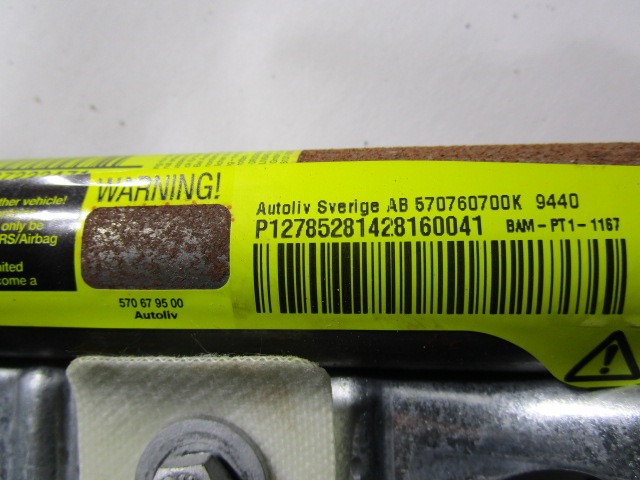 WARNING!
ther vehicle!
only be
RS/Airbag
mited
come a
570 67 95 00
Autoliv
Autoliv Sverige AB 570760700K 9440
P12785281428160041 BAM-PT1-1167